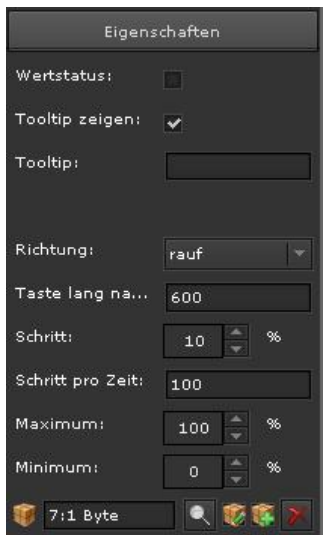 Eigenschaften
Wertstatus:
Tooltip zeigen:
Tooltip:
Richtung: rauf
Taste lang na... 600
Schritt: 10 %
Schritt pro Zeit: 100
Maximum: 100 %
Minimum: 0 %
7:1 Byte